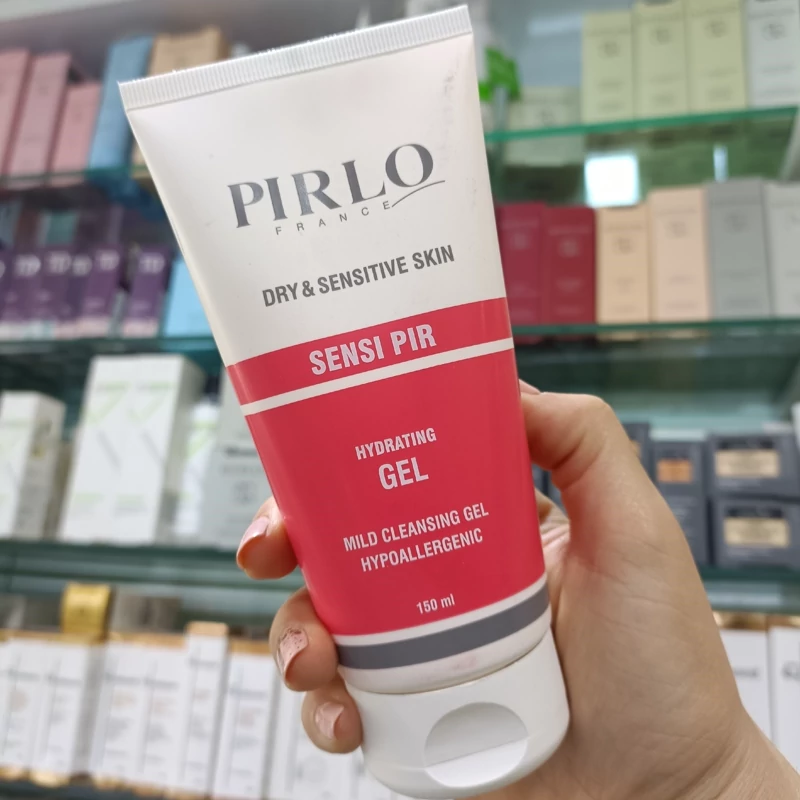 PIRLO
FRANCE
DRY & SENSITIVE SKIN
SENSI PIR
HYDRATING
GEL
MILD CLEANSING GEL
HYPOALLERGENIC
150 ml